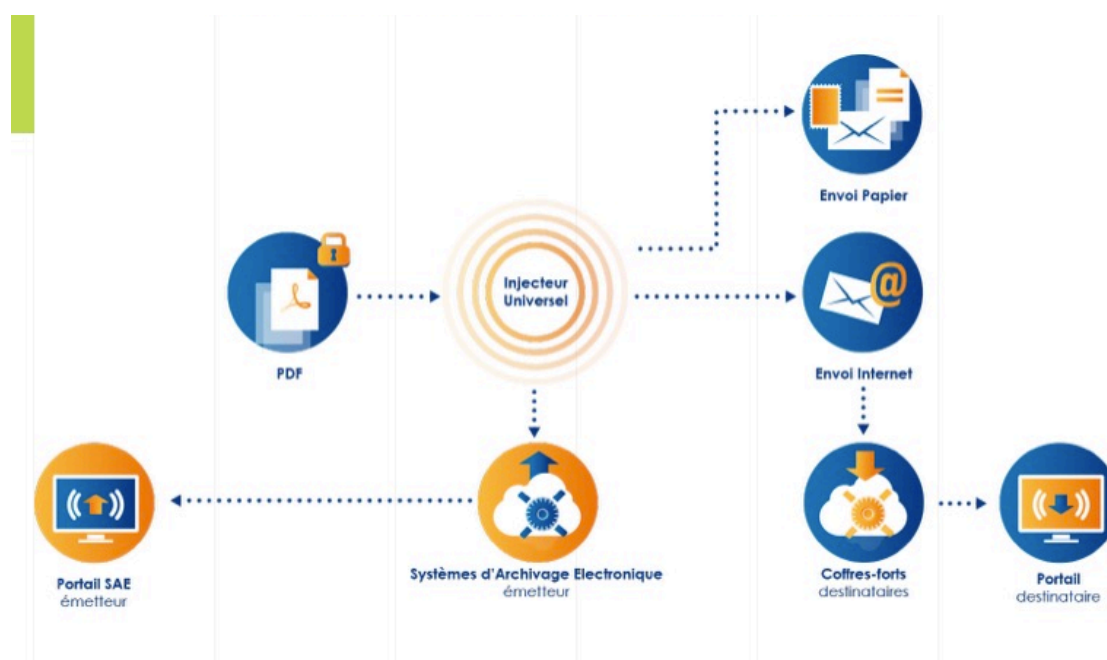 Envoi Papier
Injecteur
Universel
PDF
Envoi Internet
@
Portail SAE
émetteur
Systèmes d'Archivage Electronique
émetteur
Coffres-forts
destinataires
Portail
destinataire